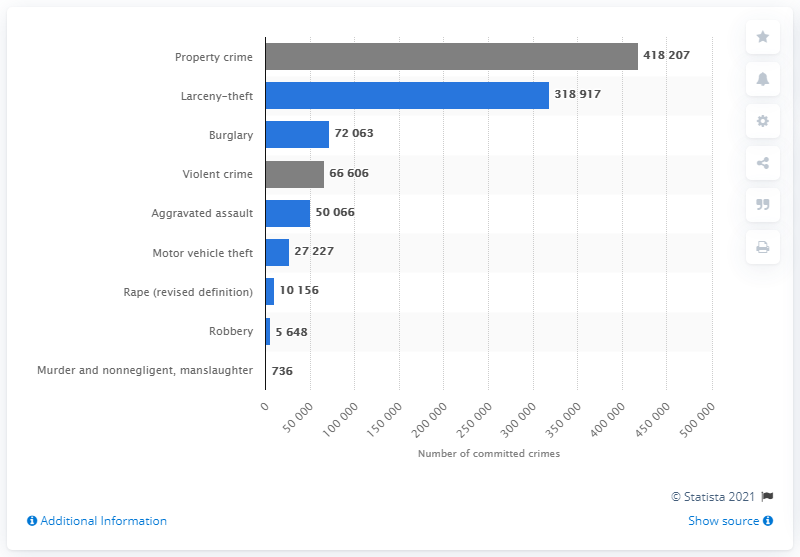 Property crime 418 207
Larceny-theft 318 917
Burglary 72 063
Violent crime 66 606
Aggravated assault 50 066
Motor vehicle theft 27 227
Rape (revised definition) 10 156
Robbery 5 648
Murder and nonnegligent, manslaughter 736
0 50 000 100 000 150 000 200 000 250 000 300 000 350 000 400 000 450 000 500 000
Number of committed crimes
© Statista 2021
Additional Information Show source